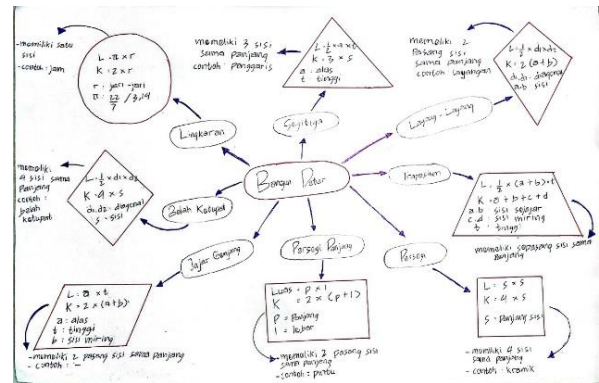 Bangun Datar
Lingkaran
L = π × r
K = 2 × r
r : jari-jari
π : 22/7 / 3,14
-memiliki satu
sisi
-contoh : jam
Segitiga
L = ½ × a × t
K = 3 × s
a : alas
t : tinggi
memiliki 3 sisi
sama panjang
contoh : penggaris
Layang-Layang
L = ½ × d1 × d2
K = 2 (a+b)
d1.d2 = diagonal
a.b sisi
memiliki 2
Pasang sisi
sama panjang
contoh layangan
Trapesium
L = ½ × (a+b) × t
K = a + b + c + d
a.b sisi sejajar
c.d sisi miring
t : tinggi
memiliki sepasang sisi sama
panjang
Persegi
L = s × s
K = 4 × s
s = Panjang sisi
-memiliki 4 sisi
sama panjang
-contoh : kramik
Persegi Panjang
Luas = p × l
K = 2 × (p+l)
p = Panjang
l = lebar
-memiliki 2 pasang sisi
sama panjang
-contoh : pintu
Jajar Genjang
L = a × t
K = 2 × (a+b)
a : alas
t : tinggi
b : sisi miring
-memiliki 2 pasang sisi sama panjang
-contoh : -
Belah Ketupat
L = ½ × d1 × d2
K = 4 × s
d1.d2 = diagonal
s - sisi
memiliki
4 sisi sama
Panjang
contoh :
belah
ketupat